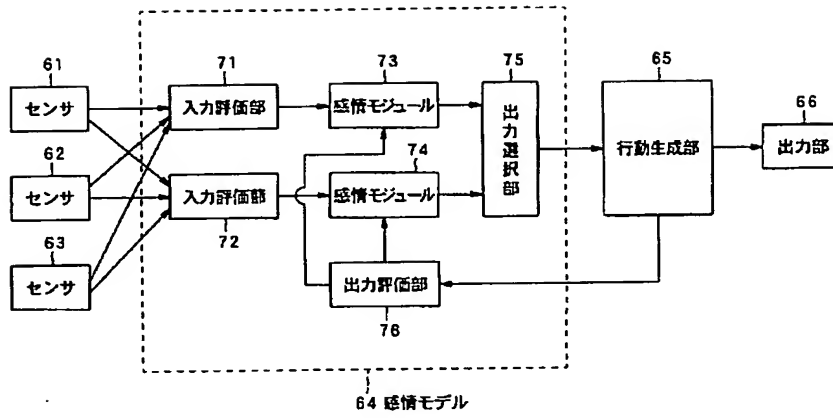 61
センサ
62
センサ
63
センサ
71
入力評価部
入力評価部
72
73
感情モジュール
74
感情モジュール
出力評価部
76
75
出力選択部
65
行動生成部
66
出力部
64 感情モデル